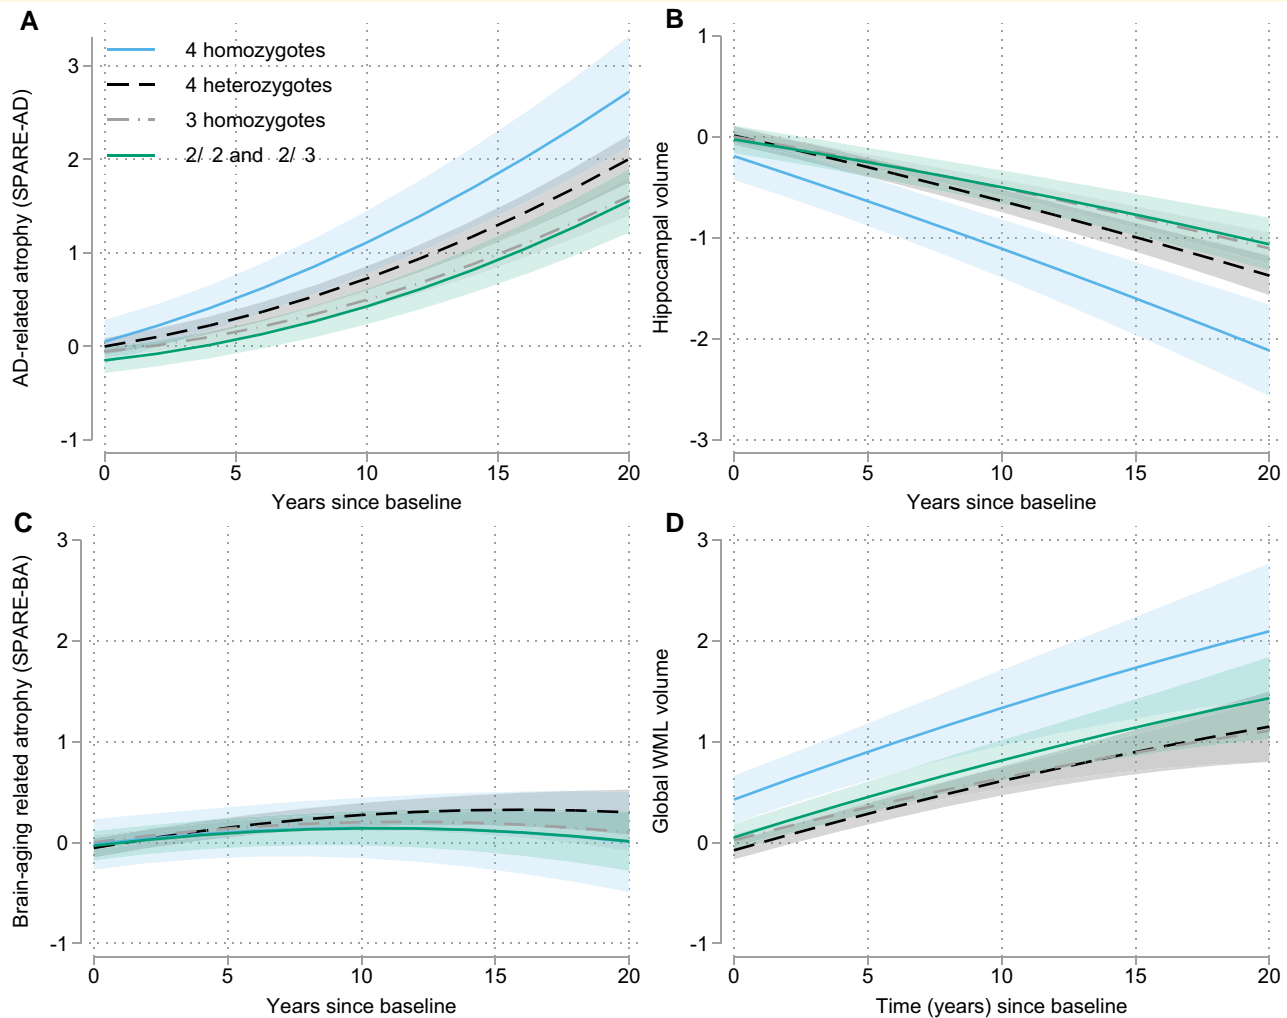 A
AD-related atrophy (SPARE-AD)
4 homozygotes
4 heterozygotes
3 homozygotes
2/ 2 and 2/ 3
3
2
1
0
-1
0 5 10 15 20
Years since baseline
B
Hippocampal volume
1
0
-1
-2
-3
0 5 10 15 20
Years since baseline
C
Brain-aging related atrophy (SPARE-BA)
3
2
1
0
-1
0 5 10 15 20
Years since baseline
D
Global WML volume
3
2
1
0
-1
0 5 10 15 20
Time (years) since baseline